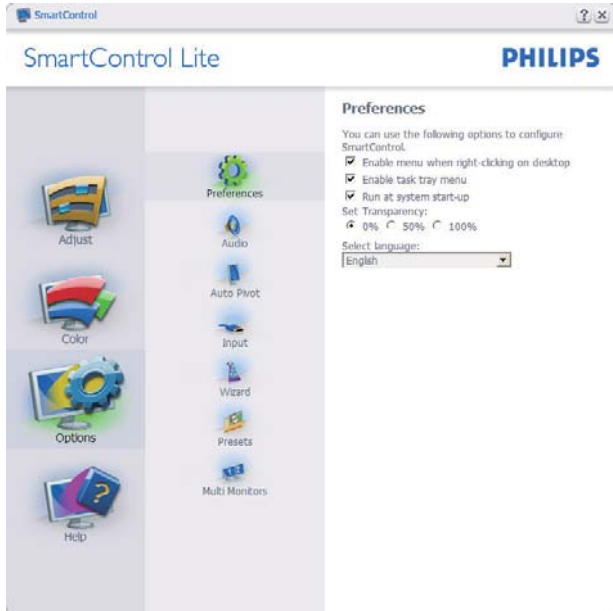 SmartControl
SmartControl Lite
PHILIPS
Adjust
Color
Options
Help
Preferences
Audio
Auto Pivot
Input
Wizard
Presets
Multi Monitors
Preferences
You can use the following options to configure
SmartControl.
Enable menu when right-clicking on desktop
Enable task tray menu
Run at system start-up
Set Transparency:
0% 50% 100%
Select language:
English